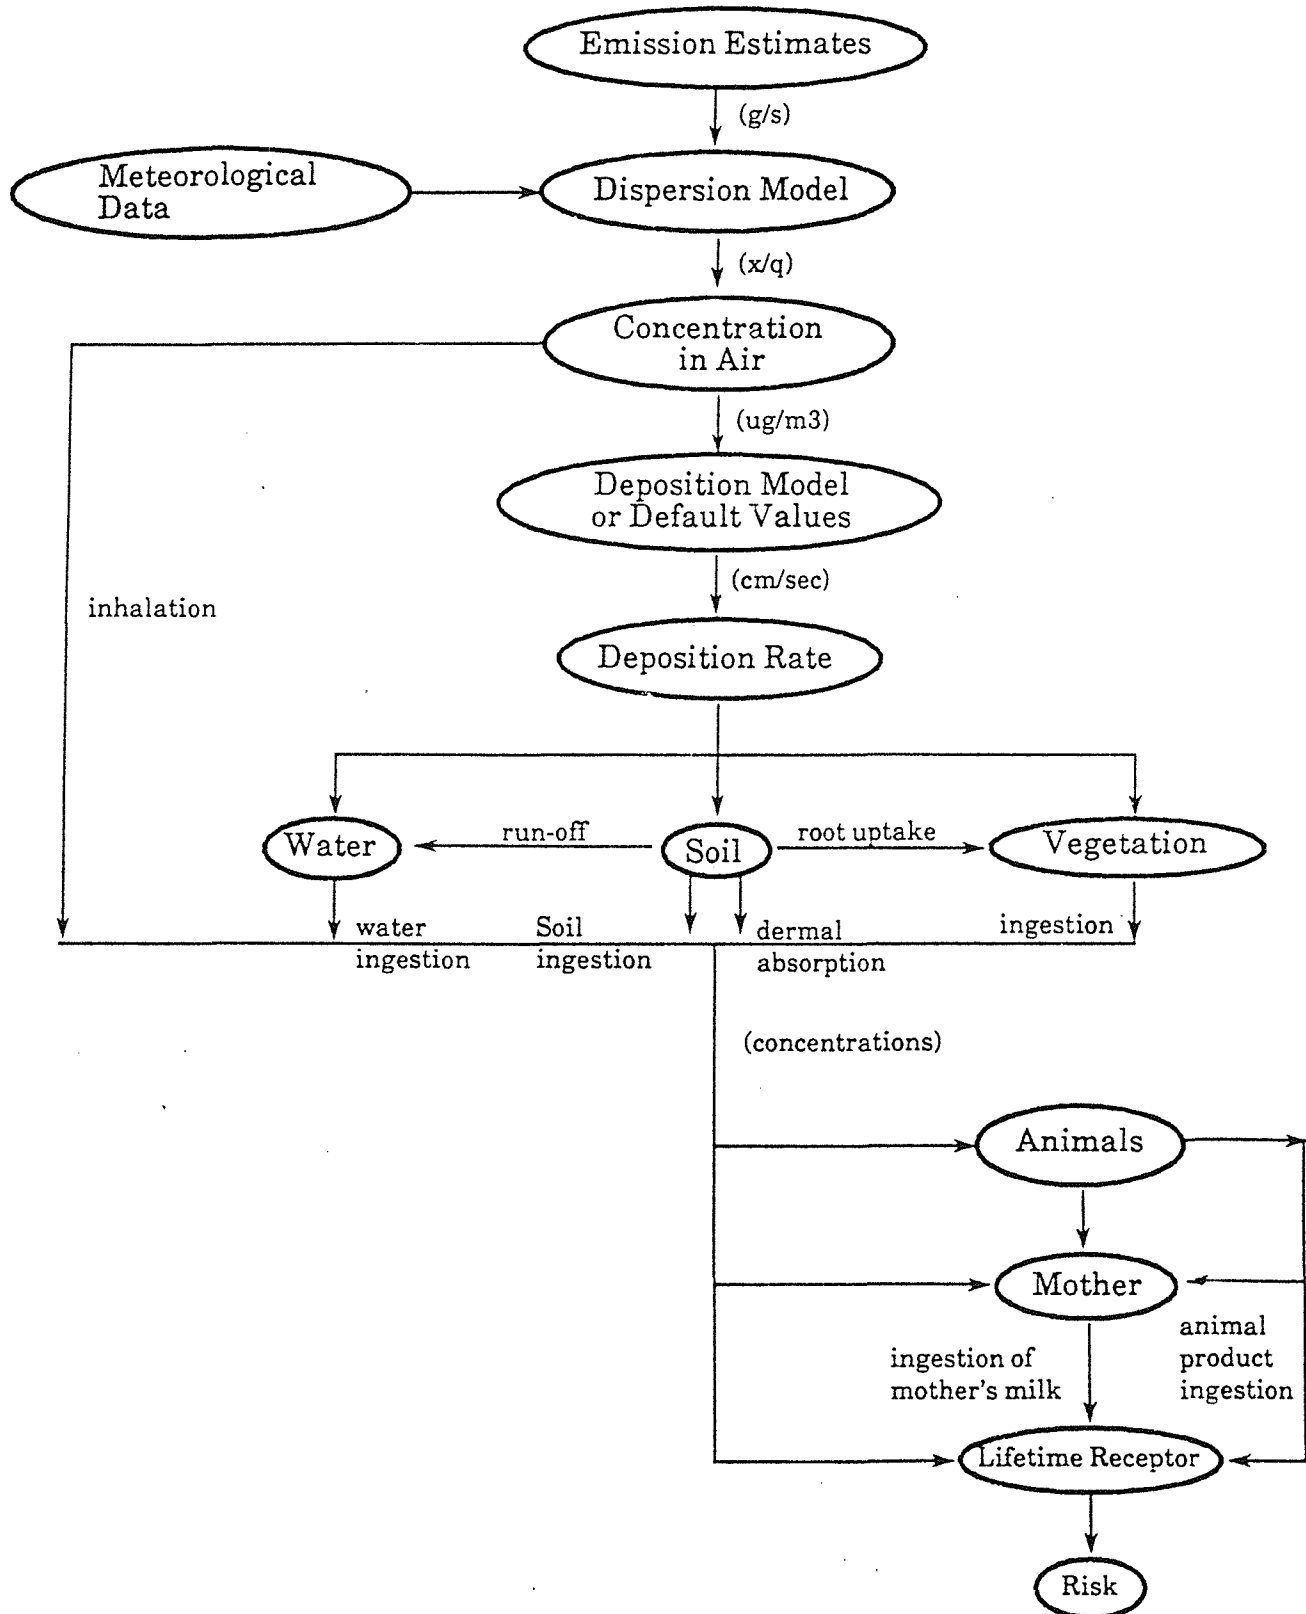 Emission Estimates
(g/s)
Meteorological
Data
Dispersion Model
(x/q)
Concentration
in Air
(ug/m3)
Deposition Model
or Default Values
(cm/sec)
inhalation
Deposition Rate
Water
run-off
Soil
root uptake
Vegetation
water
ingestion
Soil
ingestion
dermal
absorption
ingestion
(concentrations)
Animals
Mother
ingestion of
mother's milk
animal
product
ingestion
Lifetime Receptor
Risk